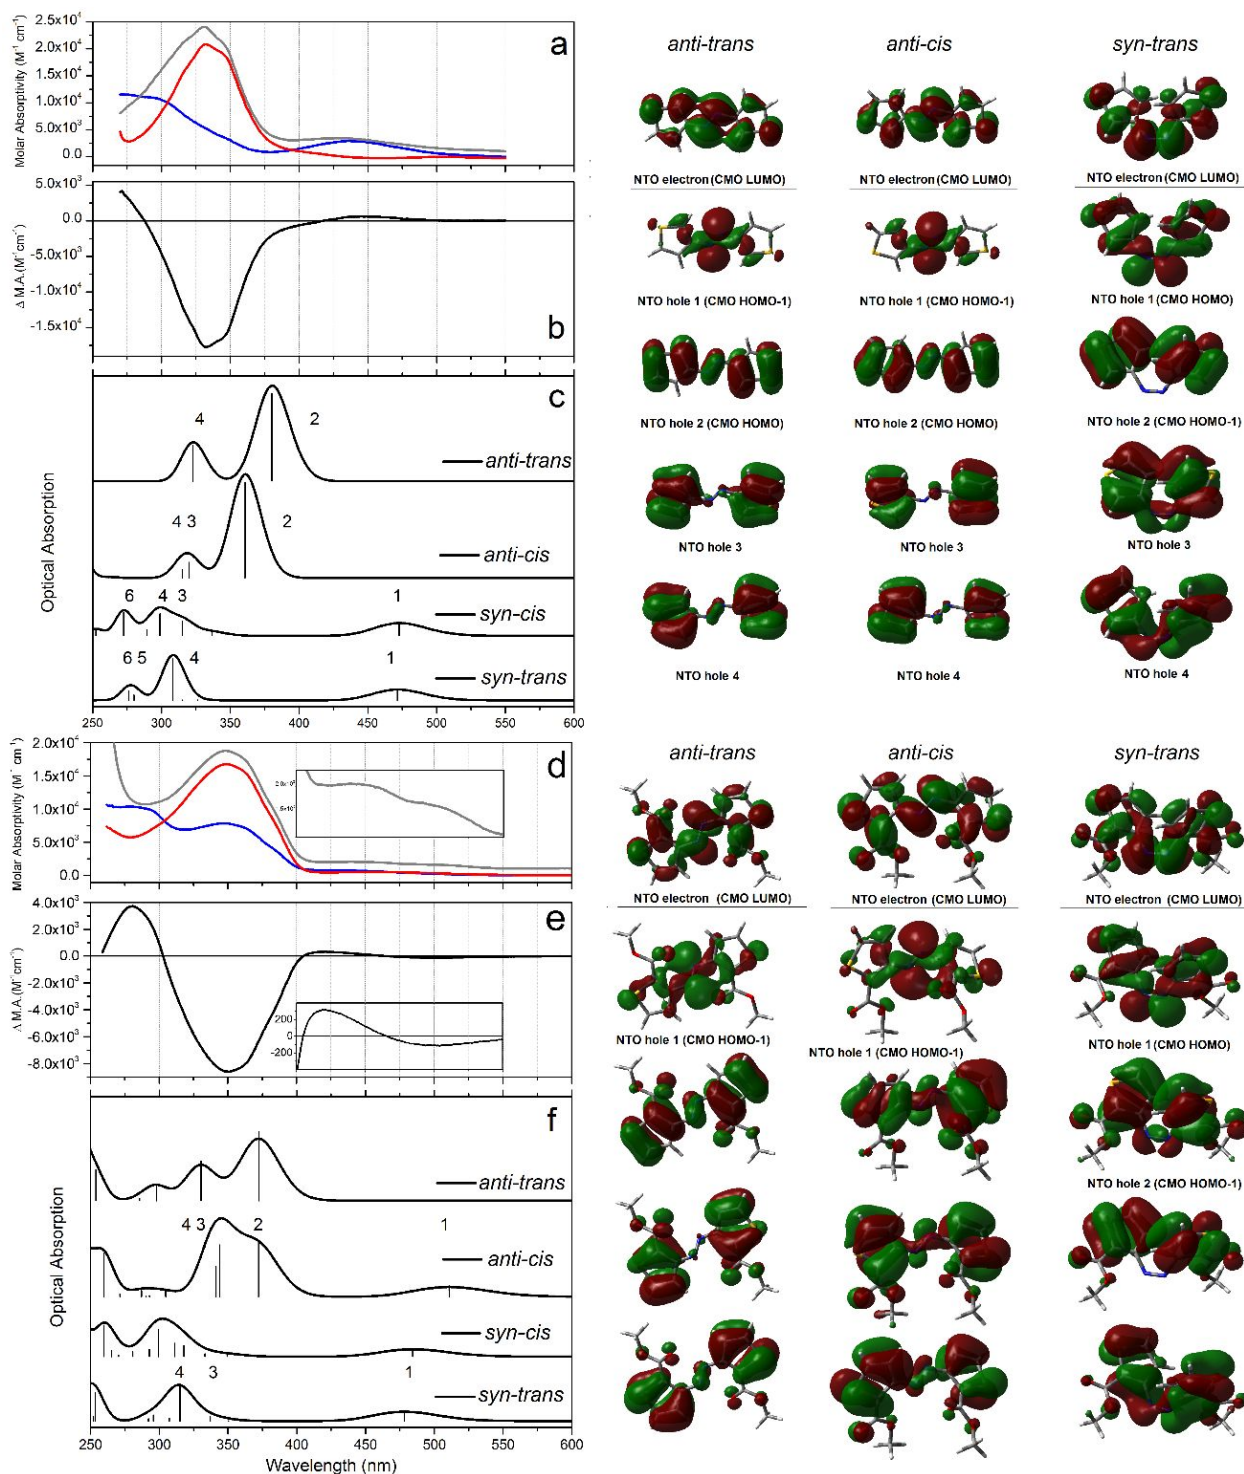 a
Molar Absorptivity (M⁻¹ cm⁻¹)
2.5x10⁴
2.0x10⁴
1.5x10⁴
1.0x10⁴
5.0x10³
0.0
b
Δ M.A.(M⁻¹cm⁻¹)
5.0x10³
0.0
-5.0x10³
-1.0x10⁴
-1.5x10⁴
c
Optical Absorption
4 2
anti-trans
4 3 2
anti-cis
6 4 3 1
syn-cis
6 5 4 1
syn-trans
250 300 350 400 450 500 550 600
anti-trans anti-cis syn-trans
NTO electron (CMO LUMO) NTO electron (CMO LUMO) NTO electron (CMO LUMO)
NTO hole 1 (CMO HOMO-1) NTO hole 1 (CMO HOMO-1) NTO hole 1 (CMO HOMO)
NTO hole 2 (CMO HOMO) NTO hole 2 (CMO HOMO) NTO hole 2 (CMO HOMO-1)
NTO hole 3 NTO hole 3 NTO hole 3
NTO hole 4 NTO hole 4 NTO hole 4
d
Molar Absorptivity (M⁻¹ cm⁻¹)
2.0x10⁴
1.5x10⁴
1.0x10⁴
5.0x10³
0.0
e
Δ M.A.(M⁻¹cm⁻¹)
4.0x10³
2.0x10³
0.0
-2.0x10³
-4.0x10³
-6.0x10³
-8.0x10³
200
0
-200
f
Optical Absorption
anti-trans
4 3 2 1
anti-cis
syn-cis
4 3 1
syn-trans
250 300 350 400 450 500 550 600
Wavelength (nm)
anti-trans anti-cis syn-trans
NTO electron (CMO LUMO) NTO electron (CMO LUMO) NTO electron (CMO LUMO)
NTO hole 1 (CMO HOMO-1) NTO hole 1 (CMO HOMO-1) NTO hole 1 (CMO HOMO)
NTO hole 2 (CMO HOMO-1)